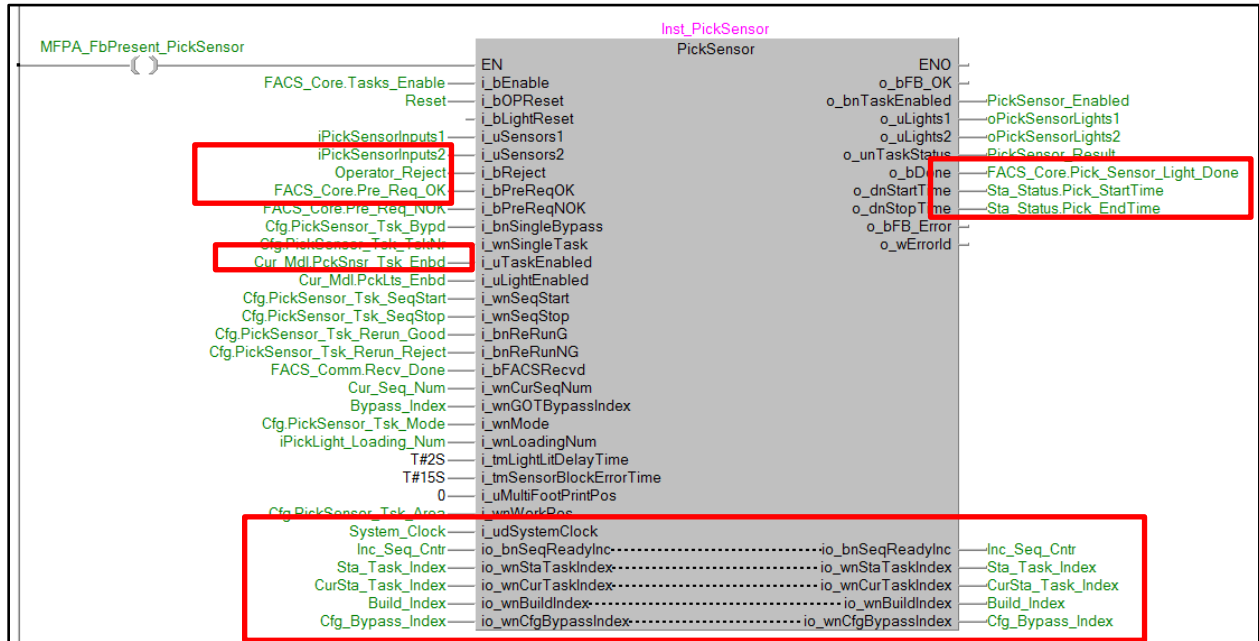 Inst_PickSensor
MFPA_FbPresent_PickSensor
PickSensor
EN ENO
FACS_Core.Tasks_Enable i_bEnable o_bFB_OK
Reset i_bOPReset o_bnTaskEnabled PickSensor_Enabled
i_bLightReset o_uLights1 oPickSensorLights1
iPickSensorInputs1 i_uSensors1 o_uLights2 oPickSensorLights2
iPickSensorInputs2 i_uSensors2 o_unTaskStatus PickSensor_Result
Operator_Reject i_bReject o_bDone FACS_Core.Pick_Sensor_Light_Done
FACS_Core.Pre_Req_OK i_bPreReqOK o_dnStartTime Sta_Status.Pick_StartTime
FACS_Core.Pre_Req_NOK i_bPreReqNOK o_dnStopTime Sta_Status.Pick_EndTime
Cfg.PickSensor_Tsk_Bypd i_bnSingleBypass o_bFB_Error
Cfg.PickSensor_Tsk_TskNr i_wnSingleTask o_wErrorId
Cur_Mdl.PckSnsr_Tsk_Enbd i_uTaskEnabled
Cur_Mdl.PckLts_Enbd i_uLightEnabled
Cfg.PickSensor_Tsk_SeqStart i_wnSeqStart
Cfg.PickSensor_Tsk_SeqStop i_wnSeqStop
Cfg.PickSensor_Tsk_Rerun_Good i_bnReRunG
Cfg.PickSensor_Tsk_Rerun_Reject i_bnReRunNG
FACS_Comm.Recv_Done i_bFACSRecvd
Cur_Seq_Num i_wnCurSeqNum
Bypass_Index i_wnGOTBypassIndex
Cfg.PickSensor_Tsk_Mode i_wnMode
iPickLight_Loading_Num i_wnLoadingNum
T#2S i_tmLightLitDelayTime
T#15S i_tmSensorBlockErrorTime
0 i_uMultiFootPrintPos
Cfg.PickSensor_Tsk_Area i_wnWorkPos
System_Clock i_udSystemClock
Inc_Seq_Cntr io_bnSeqReadyInc io_bnSeqReadyInc Inc_Seq_Cntr
Sta_Task_Index io_wnStaTaskIndex io_wnStaTaskIndex Sta_Task_Index
CurSta_Task_Index io_wnCurTaskIndex io_wnCurTaskIndex CurSta_Task_Index
Build_Index io_wnBuildIndex io_wnBuildIndex Build_Index
Cfg_Bypass_Index io_wnCfgBypassIndex io_wnCfgBypassIndex Cfg_Bypass_Index